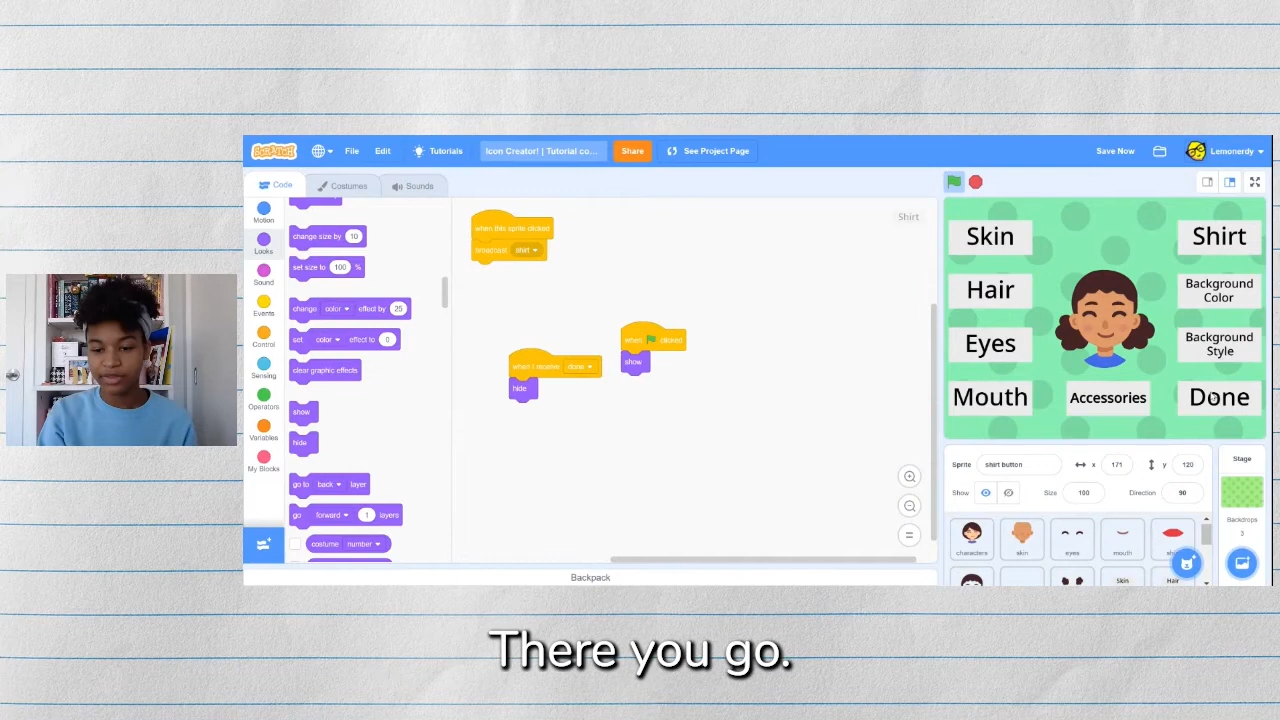 SCRATCH
File
Edit
Tutorials
Icon Creator! | Tutorial co...
Share
See Project Page
Save Now
Lemonerdy
Code
Costumes
Sounds
Motion
Looks
Sound
Events
Control
Sensing
Operators
Variables
My Blocks
change size by 10
set size to 100 %
change color effect by 25
set color effect to 0
clear graphic effects
show
hide
go to back layer
go forward 1 layers
costume number
when this sprite clicked
broadcast shirt
when I receive done
hide
when clicked
show
Shirt
Skin
Hair
Eyes
Mouth
Accessories
Shirt
Background
Color
Background
Style
Done
Sprite shirt button x 171 y 120
Show Size 100 Direction 90
characters
skin
eyes
mouth
Skin
Hair
Stage
Backdrops
3
Backpack
There you go.